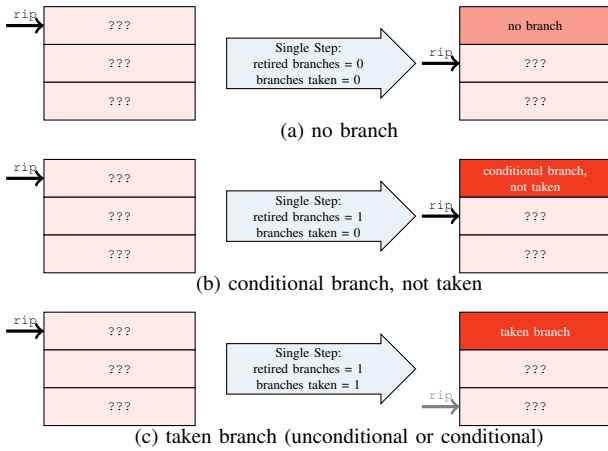 rip
???
???
???
Single Step:
retired branches = 0
branches taken = 0
rip
no branch
???
???
(a) no branch
rip
???
???
???
Single Step:
retired branches = 1
branches taken = 0
rip
conditional branch,
not taken
???
???
(b) conditional branch, not taken
rip
???
???
???
Single Step:
retired branches = 1
branches taken = 1
rip
taken branch
???
???
(c) taken branch (unconditional or conditional)